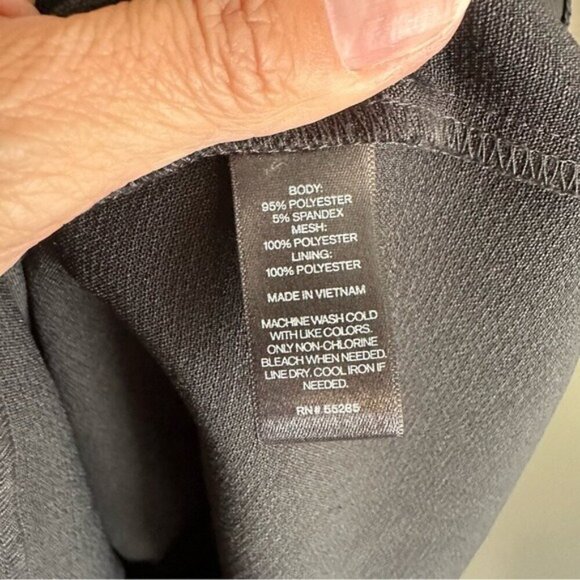 BODY:
95% POLYESTER
5% SPANDEX
MESH:
100% POLYESTER
LINING:
100% POLYESTER
MADE IN VIETNAM
MACHINE WASH COLD
WITH LIKE COLORS.
ONLY NON-CHLORINE
BLEACH WHEN NEEDED.
LINE DRY. COOL IRON IF
NEEDED.
RN# 55285